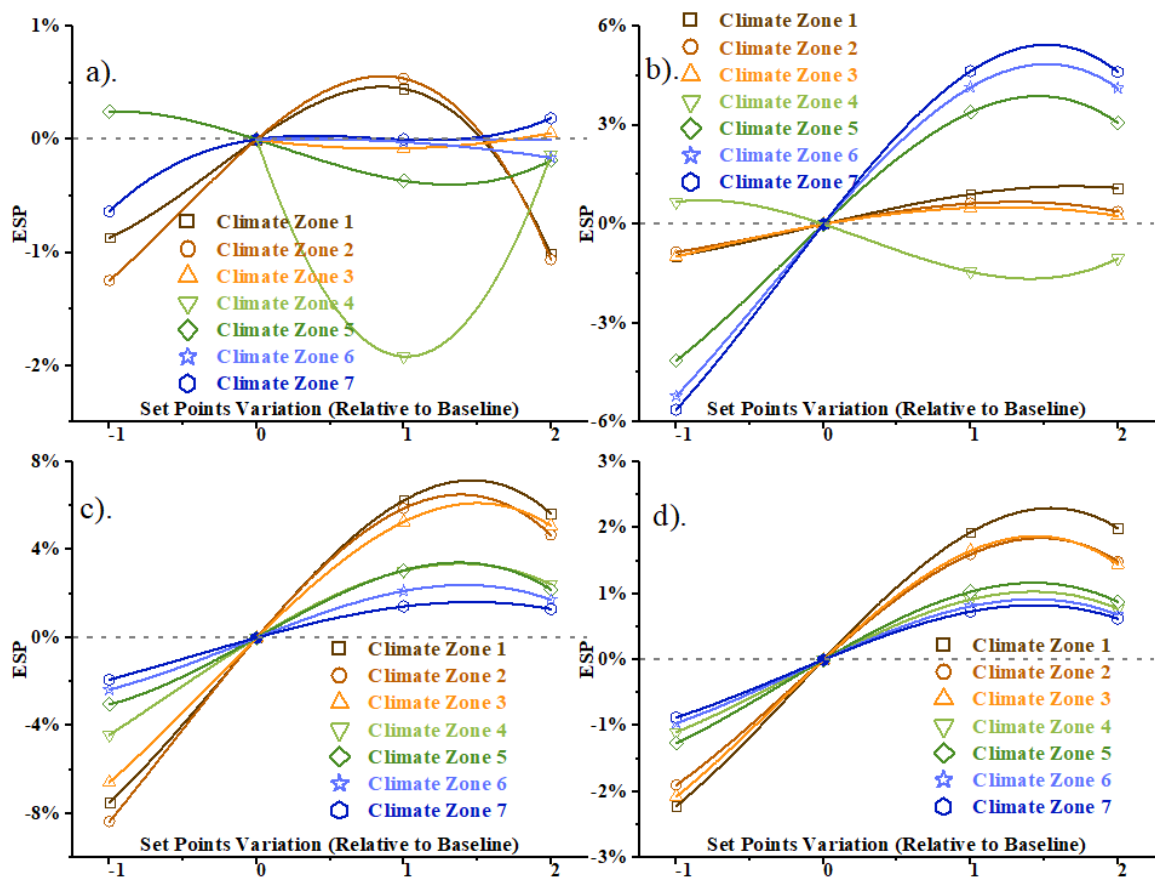 1%
0%
-1%
-2%
ESP
a).
Climate Zone 1
Climate Zone 2
Climate Zone 3
Climate Zone 4
Climate Zone 5
Climate Zone 6
Climate Zone 7
Set Points Variation (Relative to Baseline)
-1 0 1 2
6%
3%
0%
-3%
-6%
ESP
b).
Climate Zone 1
Climate Zone 2
Climate Zone 3
Climate Zone 4
Climate Zone 5
Climate Zone 6
Climate Zone 7
Set Points Variation (Relative to Baseline)
-1 0 1 2
8%
4%
0%
-4%
-8%
ESP
c).
Climate Zone 1
Climate Zone 2
Climate Zone 3
Climate Zone 4
Climate Zone 5
Climate Zone 6
Climate Zone 7
Set Points Variation (Relative to Baseline)
-1 0 1 2
3%
2%
1%
0%
-1%
-2%
-3%
ESP
d).
Climate Zone 1
Climate Zone 2
Climate Zone 3
Climate Zone 4
Climate Zone 5
Climate Zone 6
Climate Zone 7
Set Points Variation (Relative to Baseline)
-1 0 1 2